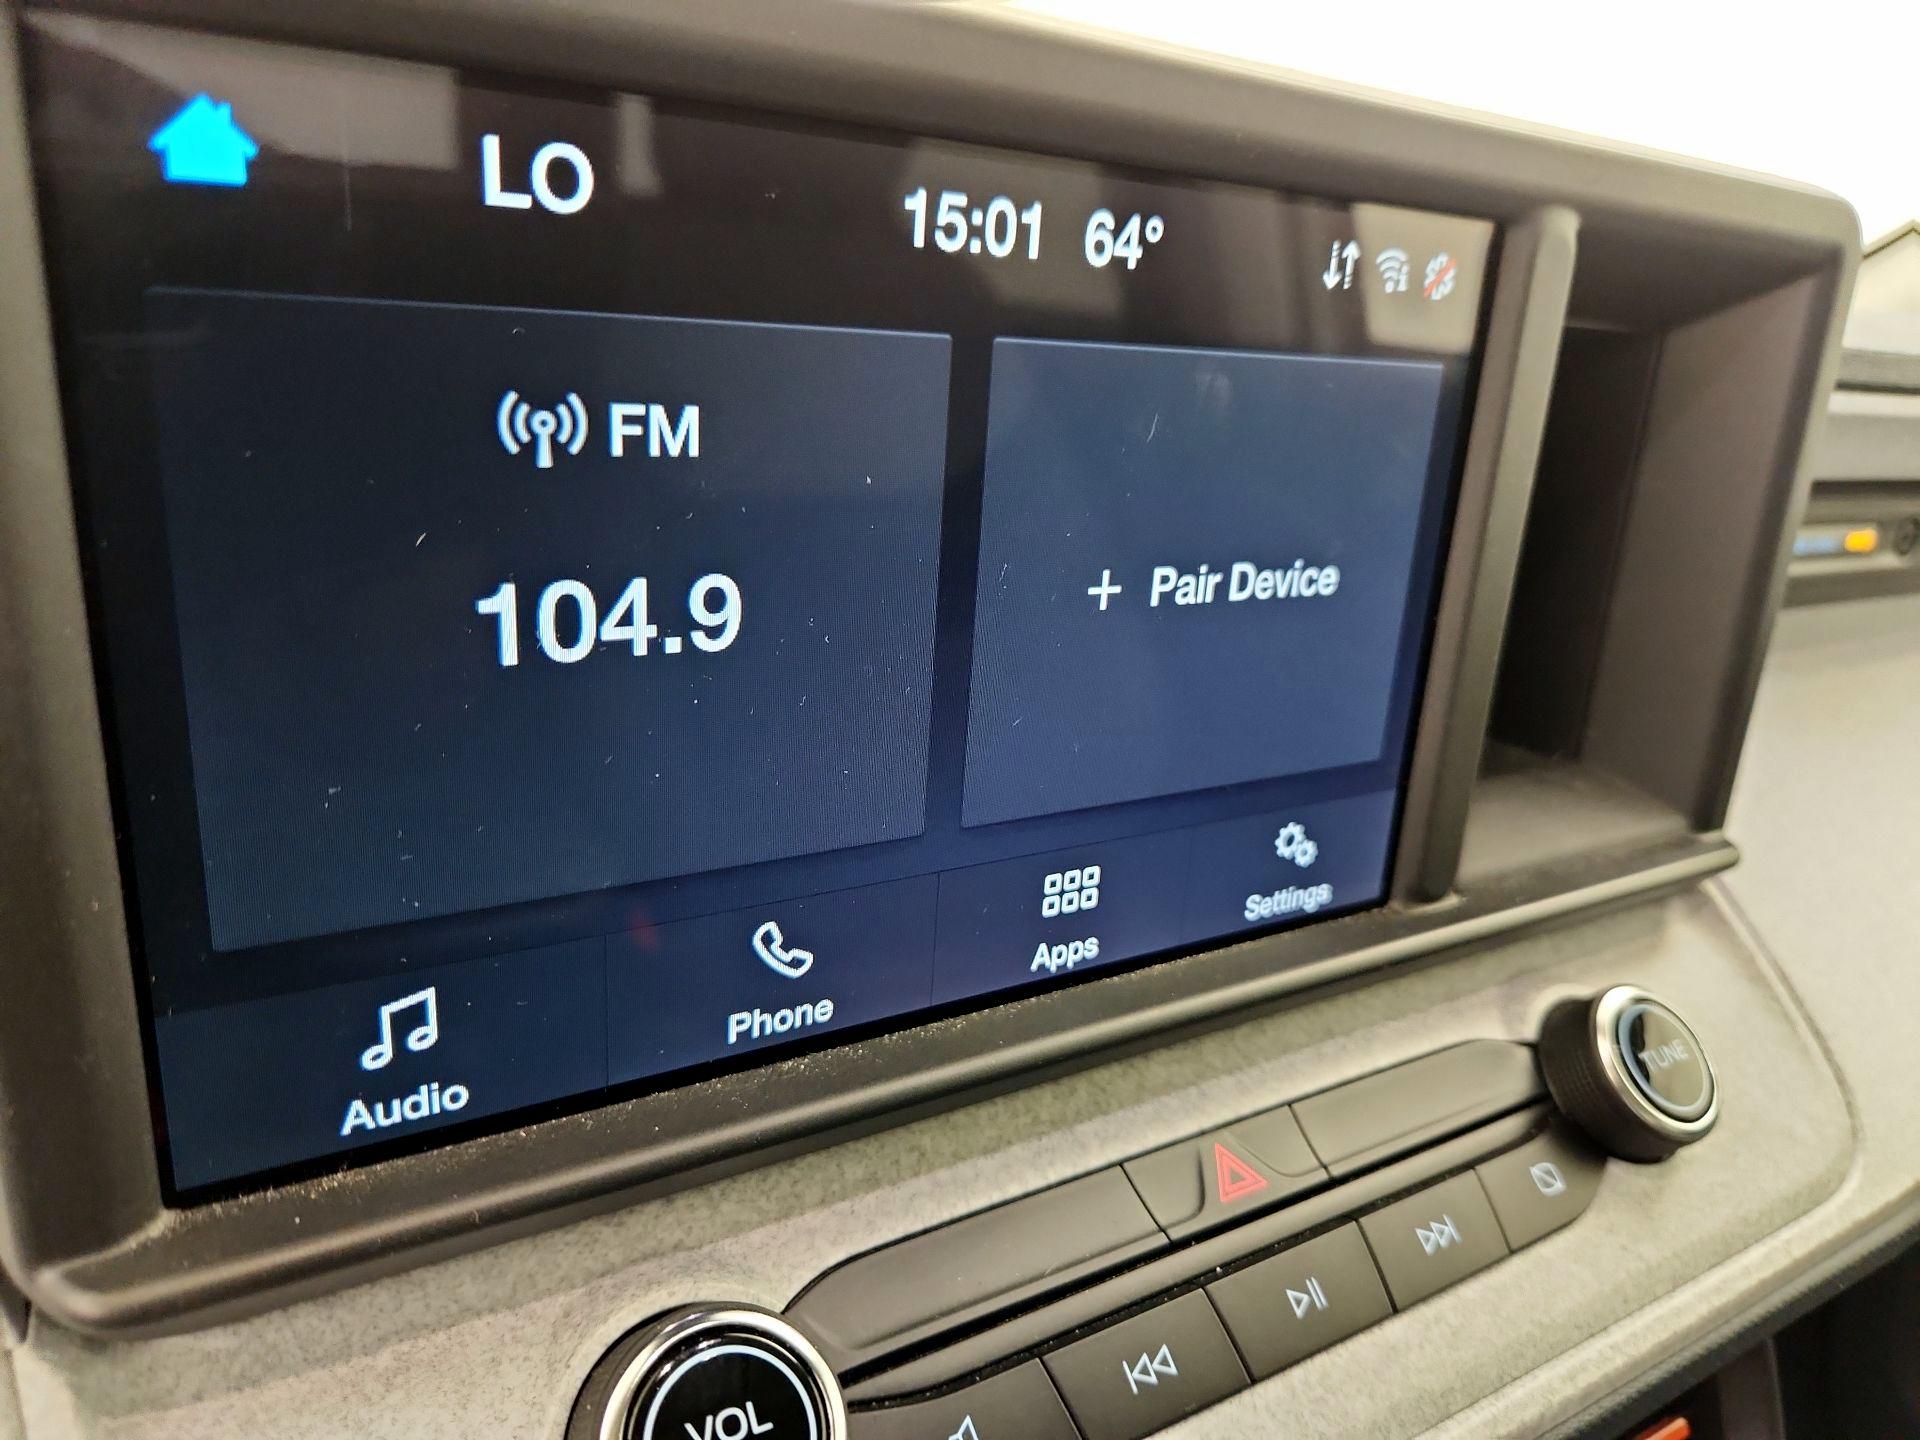 LO
15:01 64°
FM
104.9
+ Pair Device
Audio
Phone
Apps
Settings
TUNE
VOL